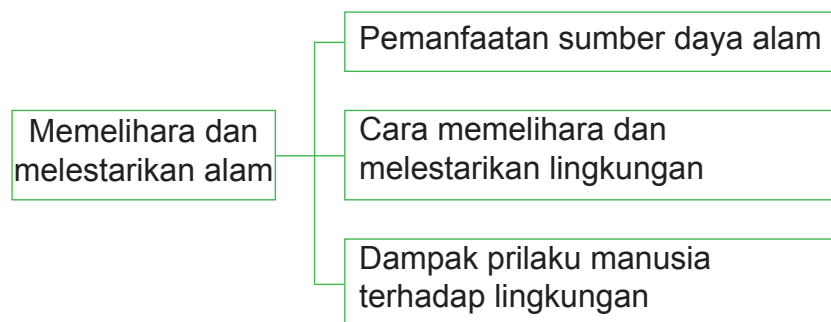 Pemanfaatan sumber daya alam
Memelihara dan
melestarikan alam
Cara memelihara dan
melestarikan lingkungan
Dampak prilaku manusia
terhadap lingkungan